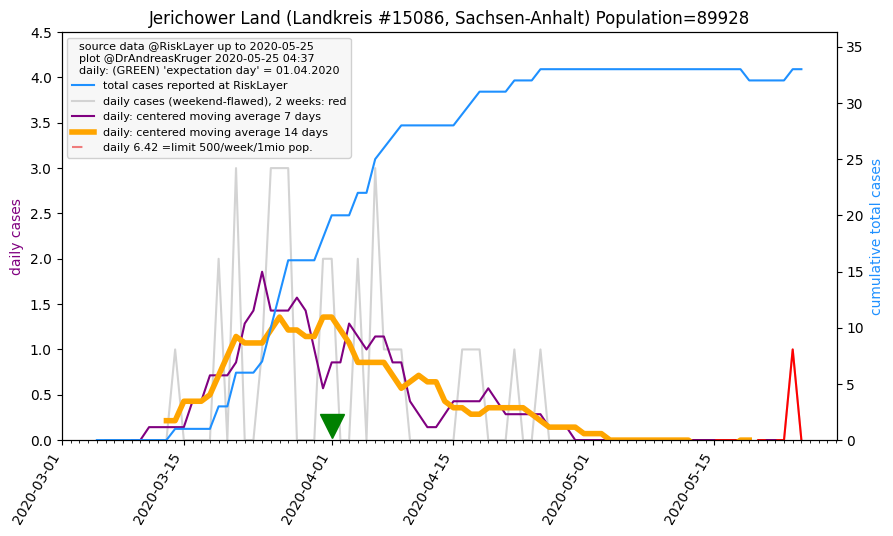 Jerichower Land (Landkreis #15086, Sachsen-Anhalt) Population=89928
source data @RiskLayer up to 2020-05-25
plot @DrAndreasKruger 2020-05-25 04:37
daily: (GREEN) 'expectation day' = 01.04.2020
total cases reported at RiskLayer
daily cases (weekend-flawed), 2 weeks: red
daily: centered moving average 7 days
daily: centered moving average 14 days
daily 6.42 =limit 500/week/1mio pop.
daily cases
4.5
4.0
3.5
3.0
2.5
2.0
1.5
1.0
0.5
0.0
35
30
25
20
15
10
5
0
cumulative total cases
2020-03-01
2020-03-15
2020-04-01
2020-04-15
2020-05-01
2020-05-15